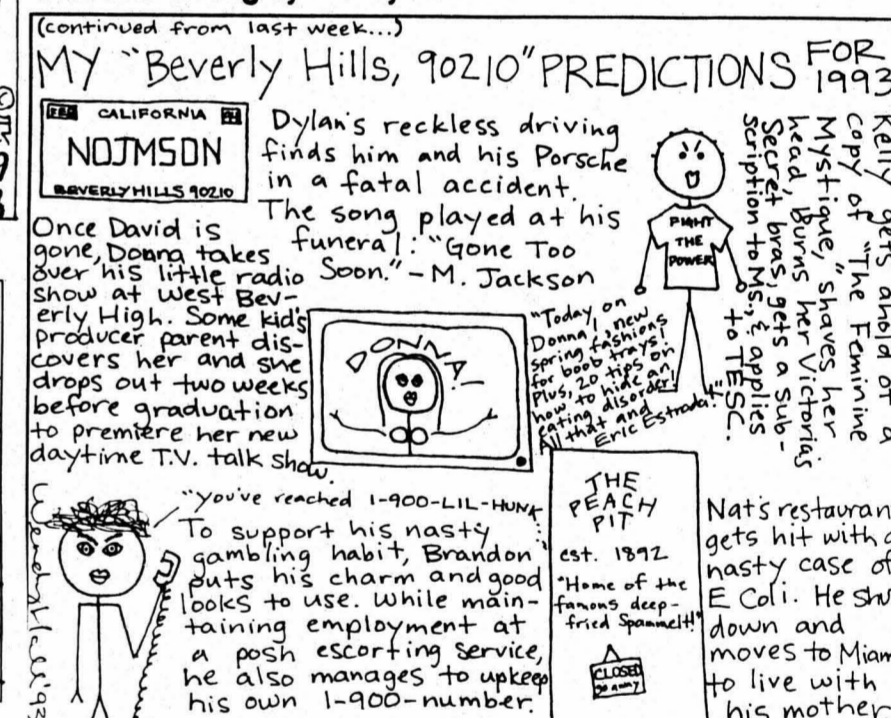 (continued from last week...)
MY "Beverly Hills, 90210" PREDICTIONS FOR 1993
CALIFORNIA
NOJMSDN
BEVERLY HILLS 90210
Dylan's reckless driving
finds him and his Porsche
in a fatal accident.
The song played at his
funeral: "Gone Too
Soon." - M. Jackson
FIGHT
THE
POWER
Kelly gets ahold of a
copy of "The Feminine
Mystique," shaves her
head, burns her Victoria's
Secret bras, gets a sub-
scription to Ms., & applies
to TESC.
Once David is
gone, Donna takes
over his little radio
show at West Bev-
erly High. Some kid's
producer parent dis-
covers her and she
drops out two weeks
before graduation
to premiere her new
daytime T.V. talk show.
DONNA!
"Today, on
Donna, new
spring fashions
for boob trays!
Plus, 20 tips on
how to hide an
eating disorder!
All that and
Eric Estrada!"
"You've reached 1-900-LIL-HUNK..."
To support his nasty
gambling habit, Brandon
puts his charm and good
looks to use. While main-
taining employment at
a posh escorting service,
he also manages to upkeep
his own 1-900-number.
Wendy Hall '92
THE
PEACH
PIT
est. 1892
"Home of the
famous deep-
fried Spammelt!"
CLOSED
go away
Nat's restauran
gets hit with a
nasty case of
E Coli. He shu
down and
moves to Miam
to live with
his mother